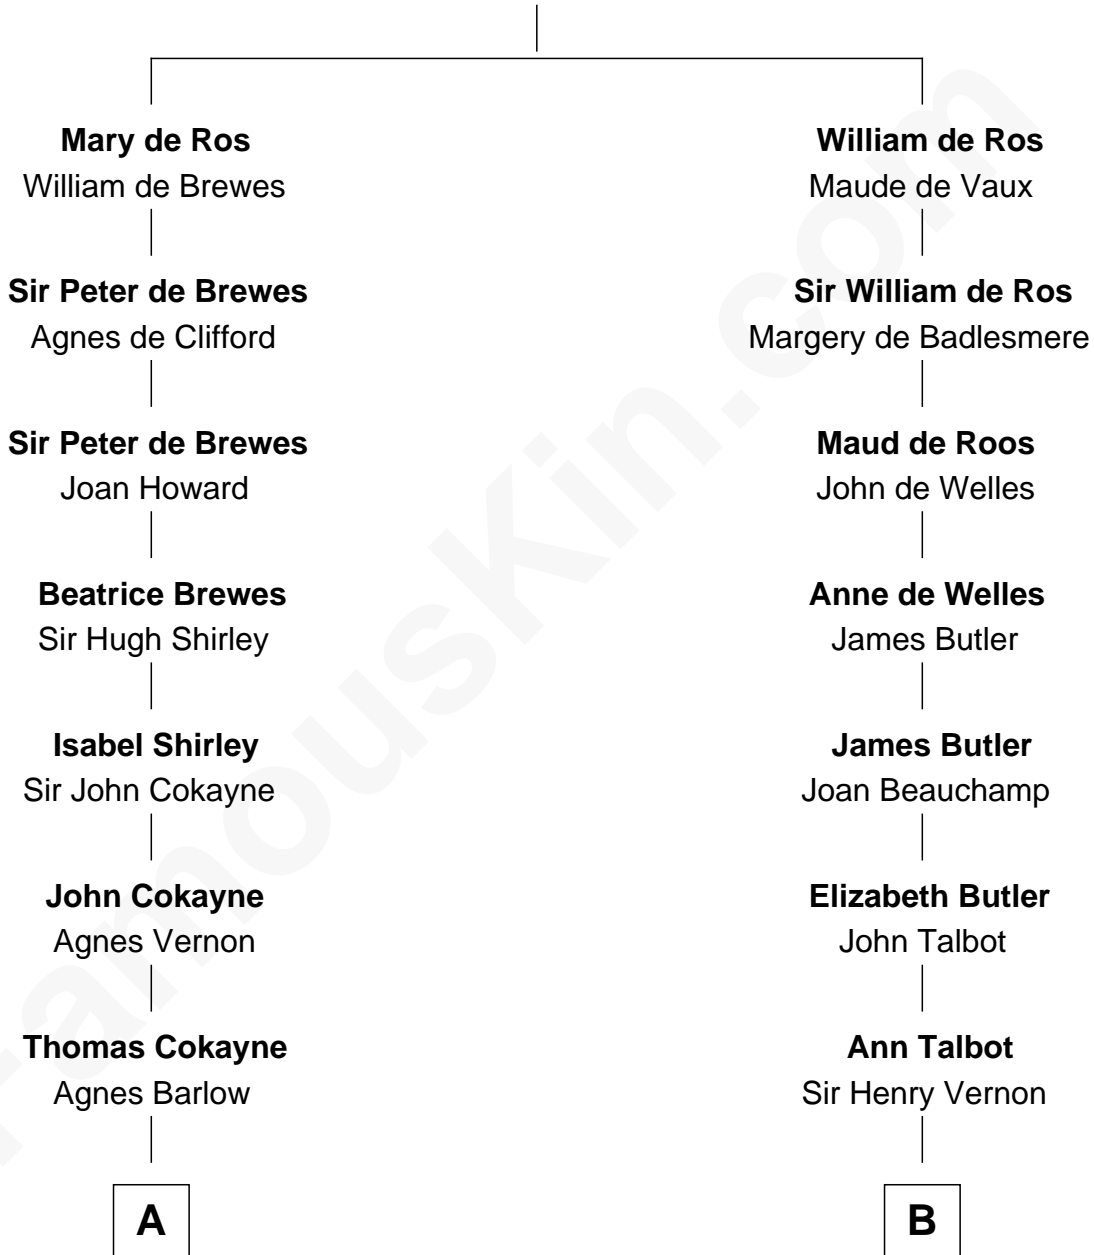 Mary de Ros
William de Brewes
Sir Peter de Brewes
Agnes de Clifford
Sir Peter de Brewes
Joan Howard
Beatrice Brewes
Sir Hugh Shirley
Isabel Shirley
Sir John Cokayne
John Cokayne
Agnes Vernon
Thomas Cokayne
Agnes Barlow
A
William de Ros
Maude de Vaux
Sir William de Ros
Margery de Badlesmere
Maud de Roos
John de Welles
Anne de Welles
James Butler
James Butler
Joan Beauchamp
Elizabeth Butler
John Talbot
Ann Talbot
Sir Henry Vernon
B
FamousKin.com